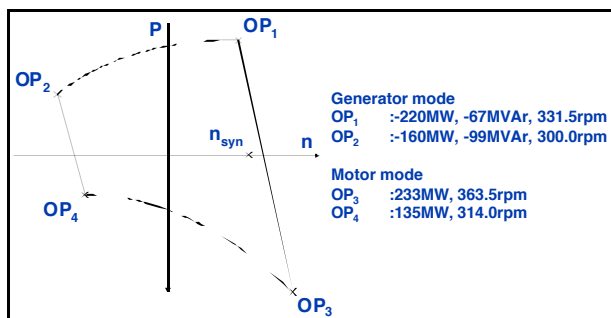 P
OP1
OP2
nsyn
n
OP4
OP3
Generator mode
OP1 :-220MW, -67MVAr, 331.5rpm
OP2 :-160MW, -99MVAr, 300.0rpm
Motor mode
OP3 :233MW, 363.5rpm
OP4 :135MW, 314.0rpm